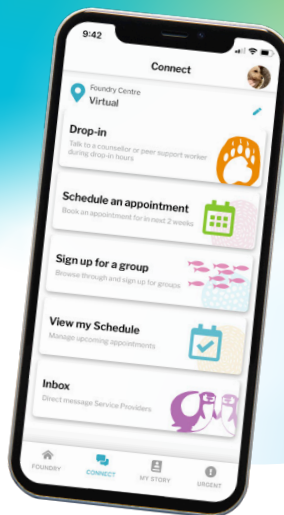 9:42
Connect
Foundry Centre
Virtual
Drop-in
Talk to a counsellor or peer support worker
during drop-in hours
Schedule an appointment
Book an appointment for in next 2 weeks
Sign up for a group
Browse through and sign up for groups
View my Schedule
Manage upcoming appointments
Inbox
Direct message Service Providers
FOUNDRY
CONNECT
MY STORY
URGENT